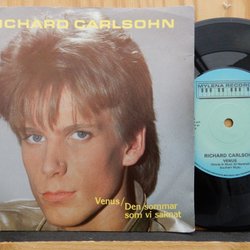 RICHARD CARLSOHN
Venus/
Den sommar
som vi saknat
MYLENA RECORDS
RICHARD CARLSOHN
VENUS